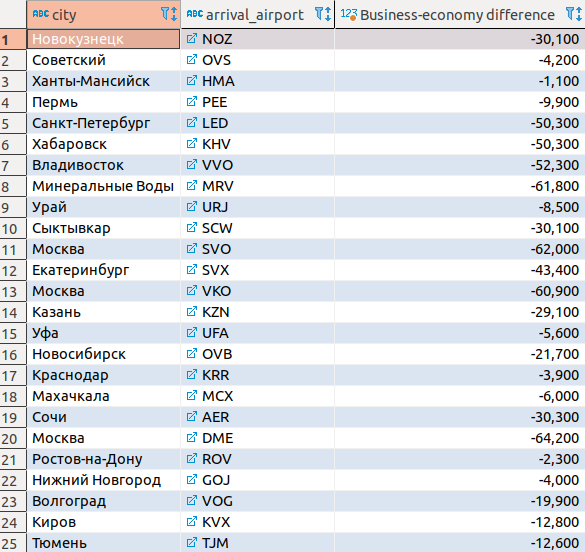 ABC city ABC arrival_airport 123 Business-economy difference
1 Новокузнецк NOZ -30,100
2 Советский OVS -4,200
3 Ханты-Мансийск HMA -1,100
4 Пермь PEE -9,900
5 Санкт-Петербург LED -50,300
6 Хабаровск KHV -50,300
7 Владивосток VVO -52,300
8 Минеральные Воды MRV -61,800
9 Урай URJ -8,500
10 Сыктывкар SCW -30,100
11 Москва SVO -62,000
12 Екатеринбург SVX -43,400
13 Москва VKO -60,900
14 Казань KZN -29,100
15 Уфа UFA -5,600
16 Новосибирск OVB -21,700
17 Краснодар KRR -3,900
18 Махачкала MCX -6,000
19 Сочи AER -30,300
20 Москва DME -64,200
21 Ростов-на-Дону ROV -2,300
22 Нижний Новгород GOJ -4,000
23 Волгоград VOG -19,900
24 Киров KVX -12,800
25 Тюмень TJM -12,600